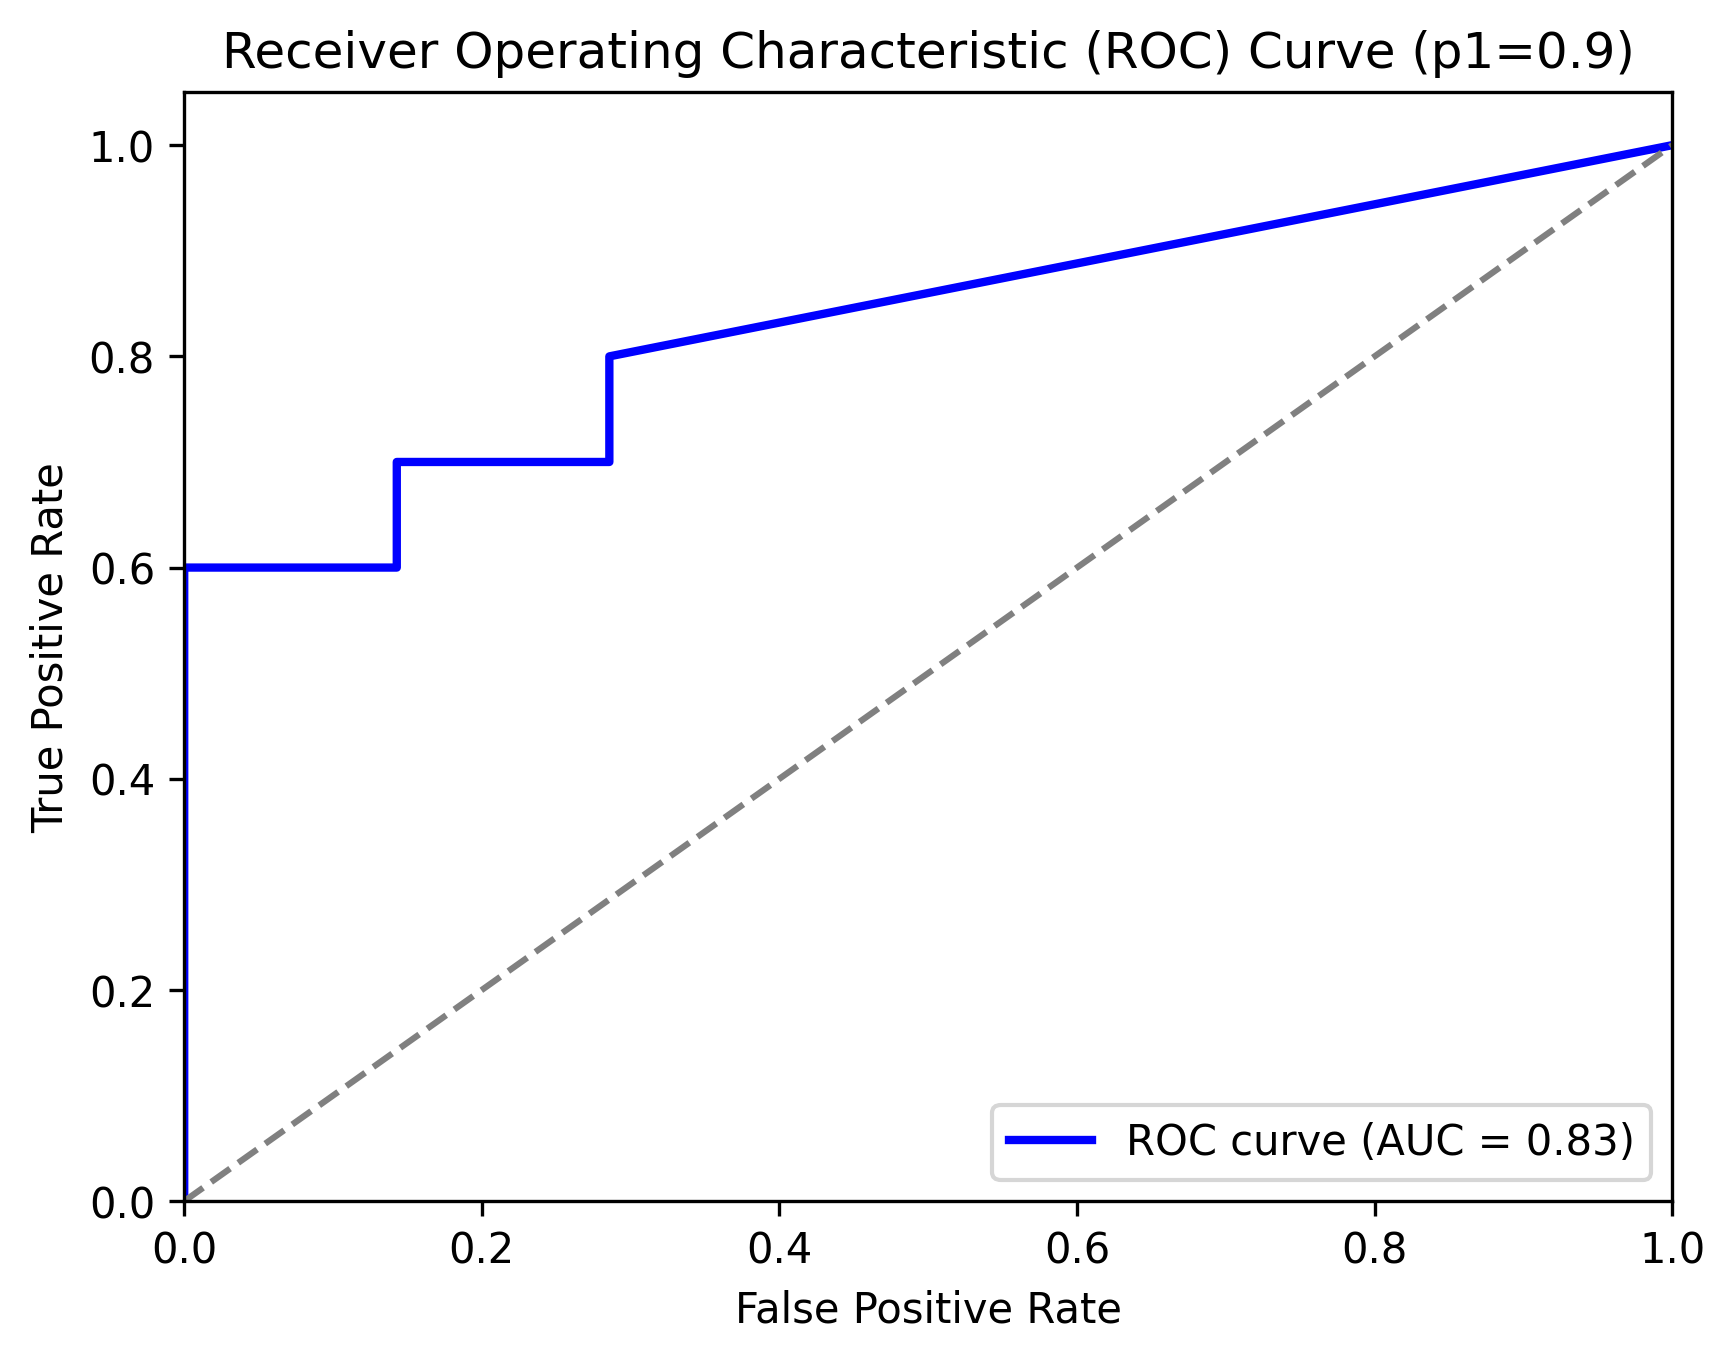 Receiver Operating Characteristic (ROC) Curve (p1=0.9)
True Positive Rate
1.0
0.8
0.6
0.4
0.2
0.0
ROC curve (AUC = 0.83)
0.0 0.2 0.4 0.6 0.8 1.0
False Positive Rate